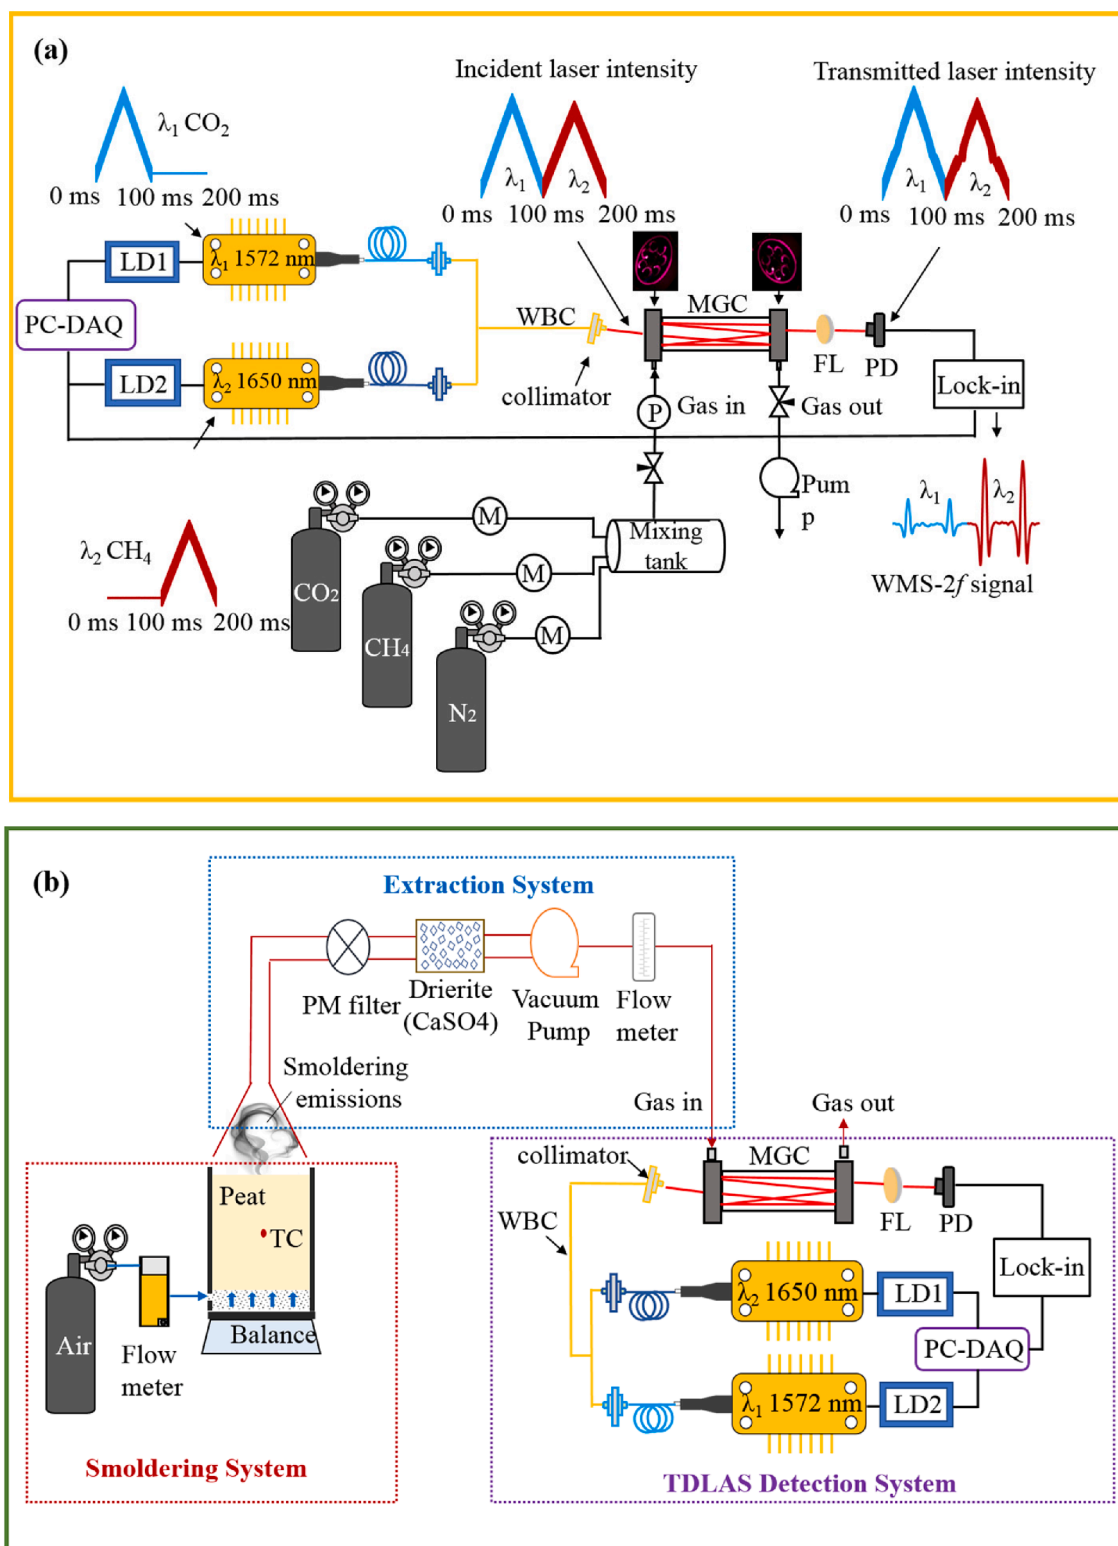 (a)
Incident laser intensity
Transmitted laser intensity
λ1 CO2
0 ms 100 ms 200 ms
λ1
λ2
0 ms 100 ms 200 ms
λ1
λ2
0 ms 100 ms 200 ms
LD1
λ1 1572 nm
PC-DAQ
WBC
MGC
FL
PD
LD2
λ2 1650 nm
collimator
P
Gas in
Gas out
Lock-in
Pum
p
λ1
λ2
WMS-2f signal
λ2 CH4
0 ms 100 ms 200 ms
M
Mixing
tank
CO2
M
CH4
M
N2
(b)
Extraction System
PM filter
Drierite
(CaSO4)
Vacuum
Pump
Flow
meter
Smoldering
emissions
Gas in
Gas out
collimator
MGC
WBC
FL
PD
Peat
TC
Air
Flow
meter
Balance
Lock-in
λ2 1650 nm
LD1
PC-DAQ
λ1 1572 nm
LD2
Smoldering System
TDLAS Detection System